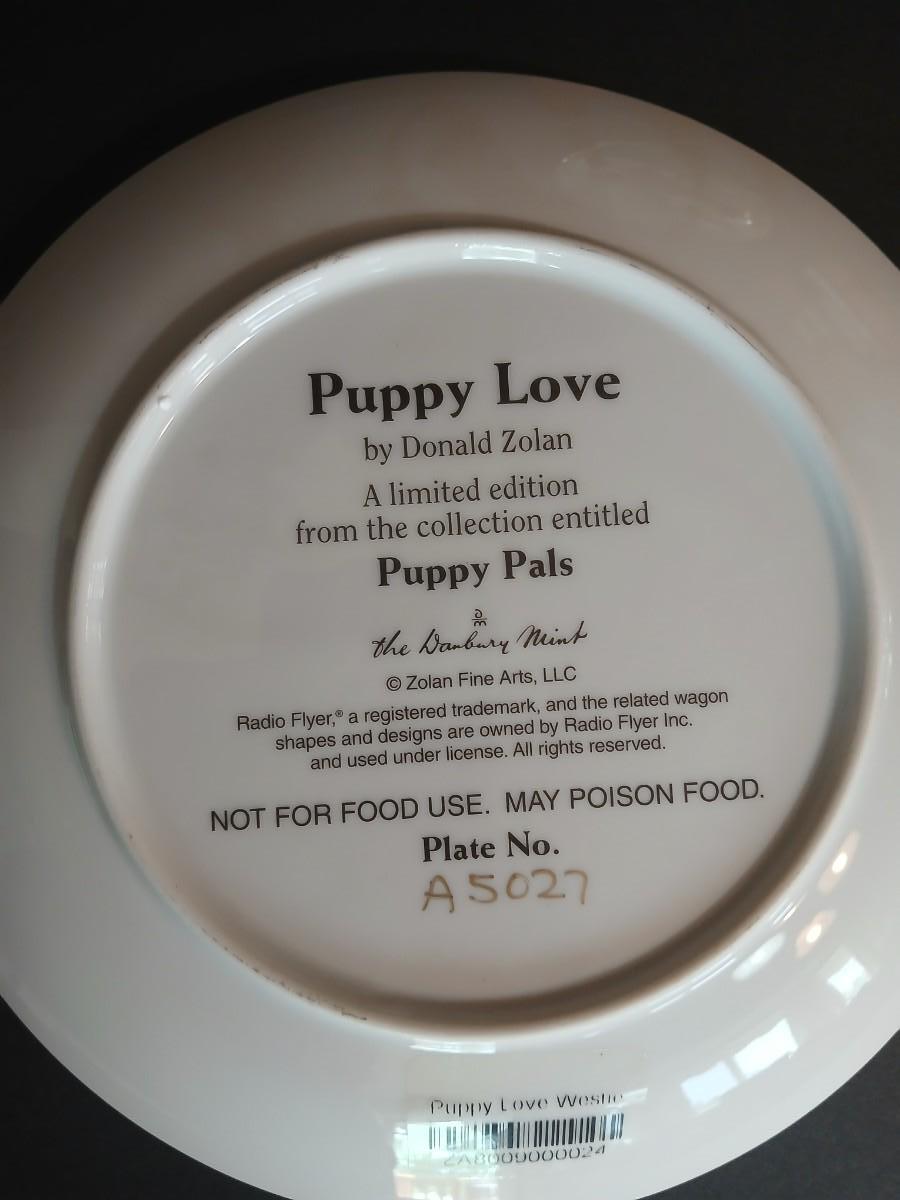 Puppy Love
by Donald Zolan
A limited edition
from the collection entitled
Puppy Pals
the Danbury Mint
© Zolan Fine Arts, LLC
Radio Flyer,® a registered trademark, and the related wagon
shapes and designs are owned by Radio Flyer Inc.
and used under license. All rights reserved.
NOT FOR FOOD USE. MAY POISON FOOD.
Plate No.
A5027
Puppy Love Westie
ZA8009000024